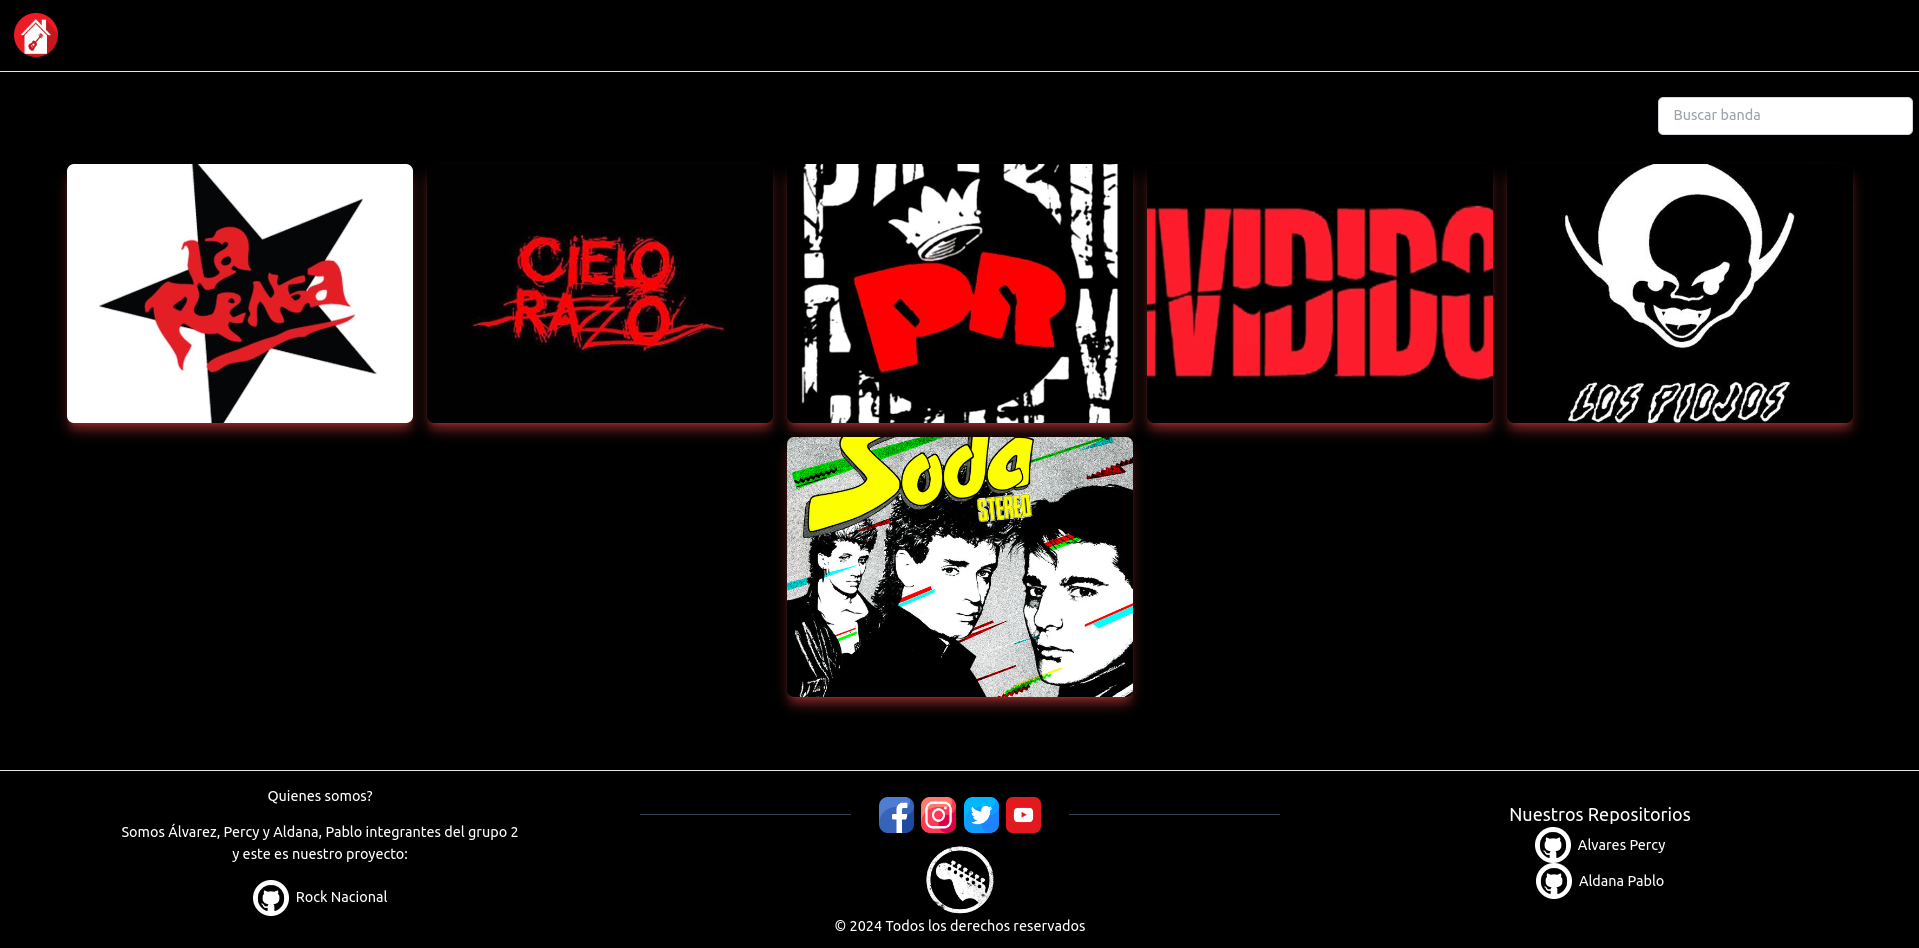 Buscar banda
La
Renga
CIELO
RAZZO
PR
IVIDIDO
LOS PIOJOS
Soda
STEREO
Quienes somos?
Somos Álvarez, Percy y Aldana, Pablo integrantes del grupo 2
y este es nuestro proyecto:
Rock Nacional
© 2024 Todos los derechos reservados
Nuestros Repositorios
Alvares Percy
Aldana Pablo